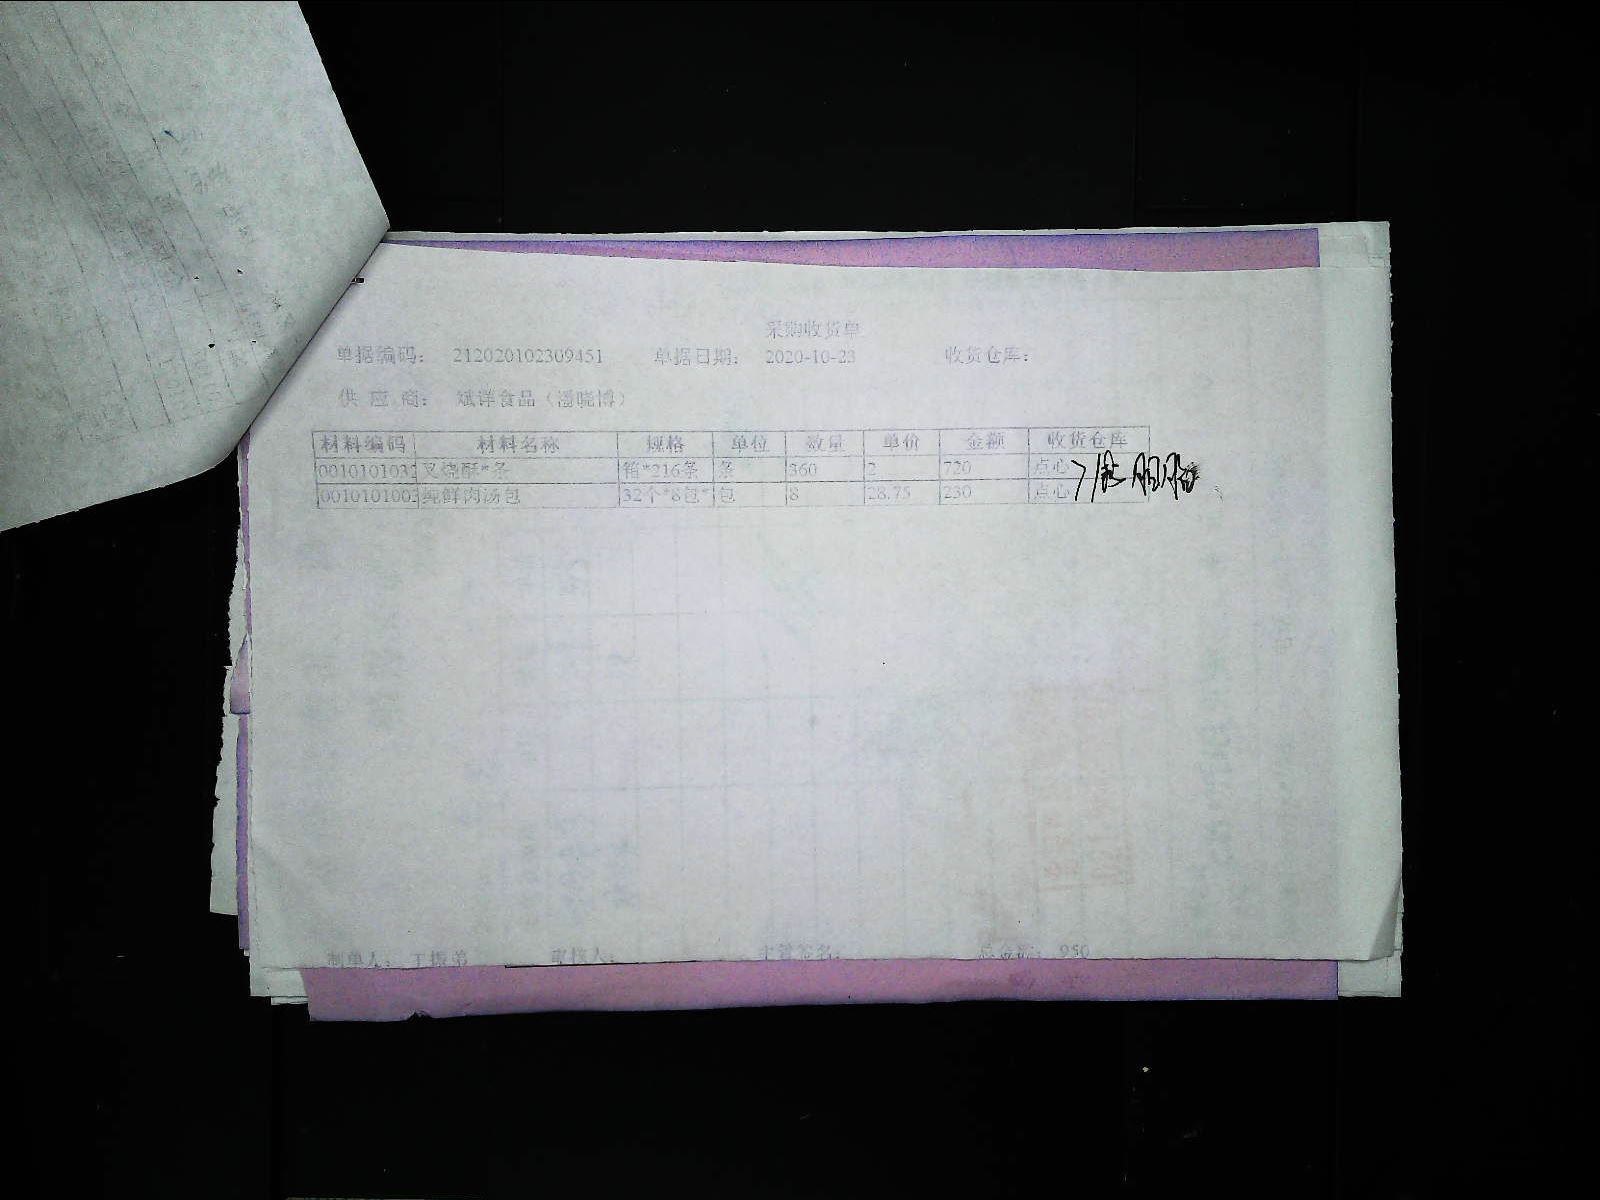 采购收货单
单据编码： 212020102309451 单据日期： 2020-10-23 收货仓库：
供 应 商： 斌详食品（潘晓博）
材料编码 材料名称 规格 单位 数量 单价 金额 收货仓库
0010101032 叉烧酥*条 箱*216条 条 360 2 720 点心
0010101003 纯鲜肉汤包 32个*8包* 包 8 28.75 230 点心
制单人： 丁振弟 审核人： 主管签名： 总金额： 950